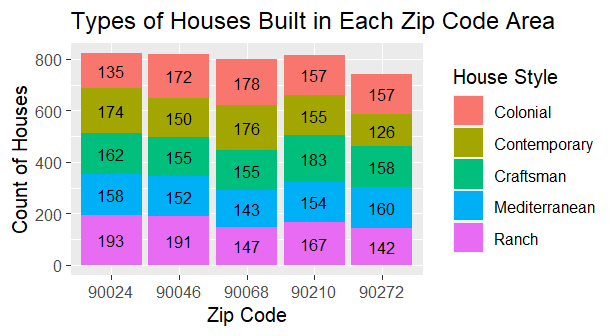 Types of Houses Built in Each Zip Code Area
Count of Houses
800
600
400
200
0
135 172 178 157 157
174 150 176 155 126
162 155 155 183 158
158 152 143 154 160
193 191 147 167 142
90024 90046 90068 90210 90272
Zip Code
House Style
Colonial
Contemporary
Craftsman
Mediterranean
Ranch